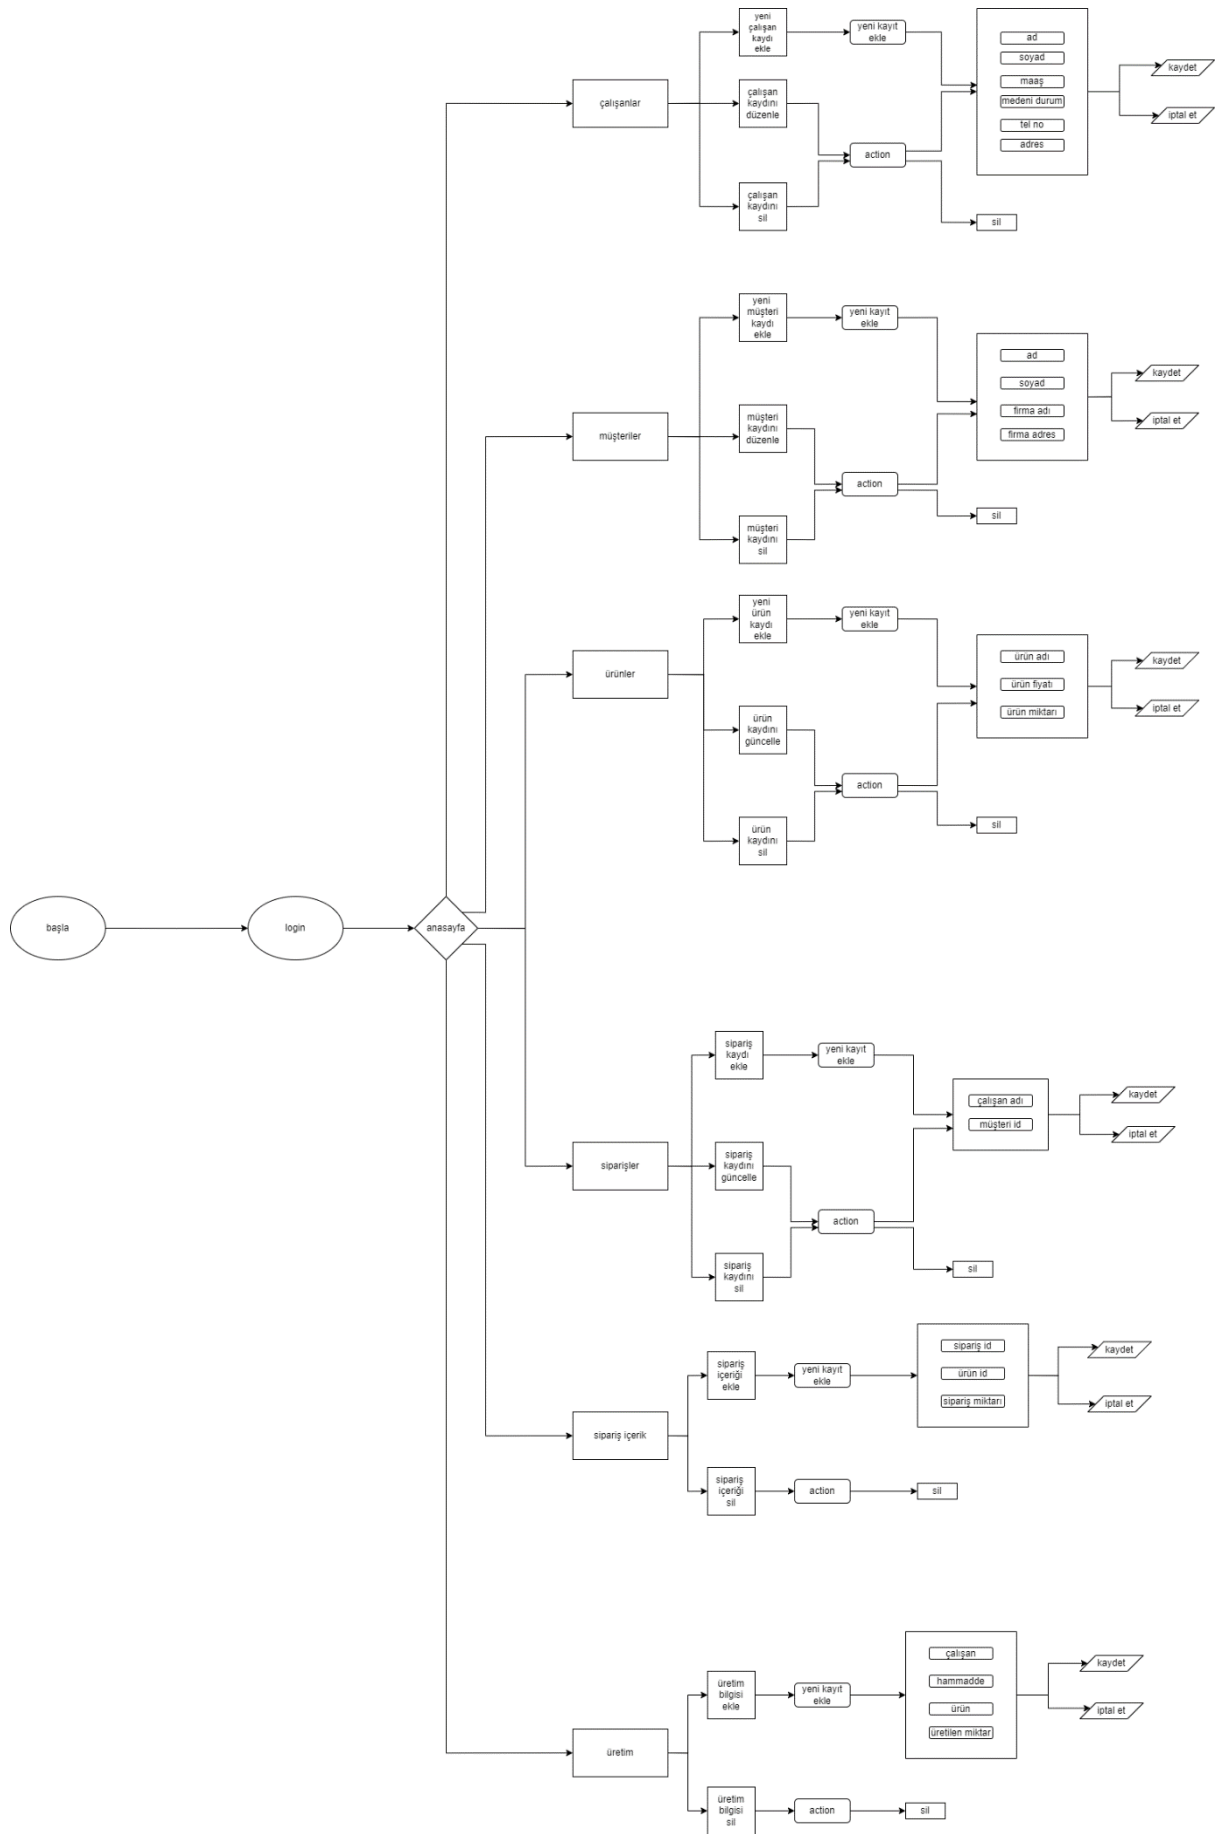 başla
login
anasayfa
çalışanlar
yeni
çalışan
kaydı
ekle
yeni kayıt
ekle
çalışan
kaydını
düzenle
çalışan
kaydını
sil
action
ad
soyad
maaş
medeni durum
tel no
adres
kaydet
iptal et
sil
müşteriler
yeni
müşteri
kaydı
ekle
yeni kayıt
ekle
müşteri
kaydını
düzenle
müşteri
kaydını
sil
action
ad
soyad
firma adı
firma adres
kaydet
iptal et
sil
ürünler
yeni
ürün
kaydı
ekle
yeni kayıt
ekle
ürün
kaydını
güncelle
ürün
kaydını
sil
action
ürün adı
ürün fiyatı
ürün miktarı
kaydet
iptal et
sil
siparişler
sipariş
kaydı
ekle
yeni kayıt
ekle
sipariş
kaydını
güncelle
sipariş
kaydını
sil
action
çalışan adı
müşteri id
kaydet
iptal et
sil
sipariş içerik
sipariş
içeriği
ekle
yeni kayıt
ekle
sipariş id
ürün id
sipariş miktarı
kaydet
iptal et
sipariş
içeriği
sil
action
sil
üretim
üretim
bilgisi
ekle
yeni kayıt
ekle
çalışan
hammadde
ürün
üretilen miktar
kaydet
iptal et
üretim
bilgisi
sil
action
sil